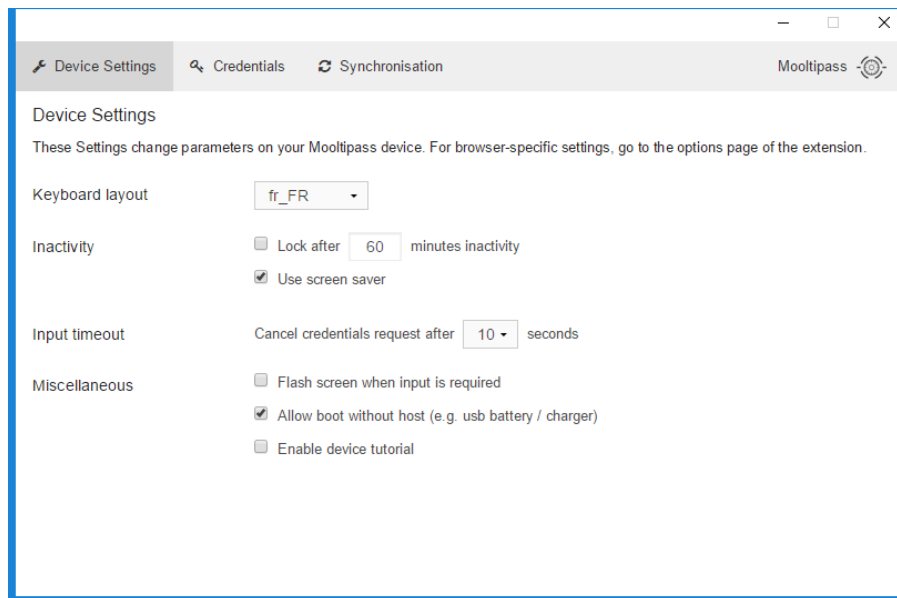 Device Settings Credentials Synchronisation Mooltipass
Device Settings
These Settings change parameters on your Mooltipass device. For browser-specific settings, go to the options page of the extension.
Keyboard layout fr_FR
Inactivity Lock after 60 minutes inactivity
Use screen saver
Input timeout Cancel credentials request after 10 seconds
Miscellaneous Flash screen when input is required
Allow boot without host (e.g. usb battery / charger)
Enable device tutorial